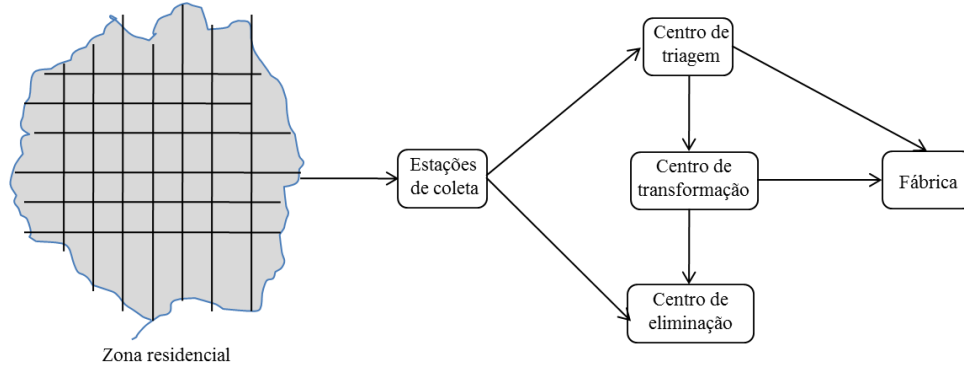 Centro de
triagem
Estações
de coleta
Centro de
transformação
Fábrica
Centro de
eliminação
Zona residencial